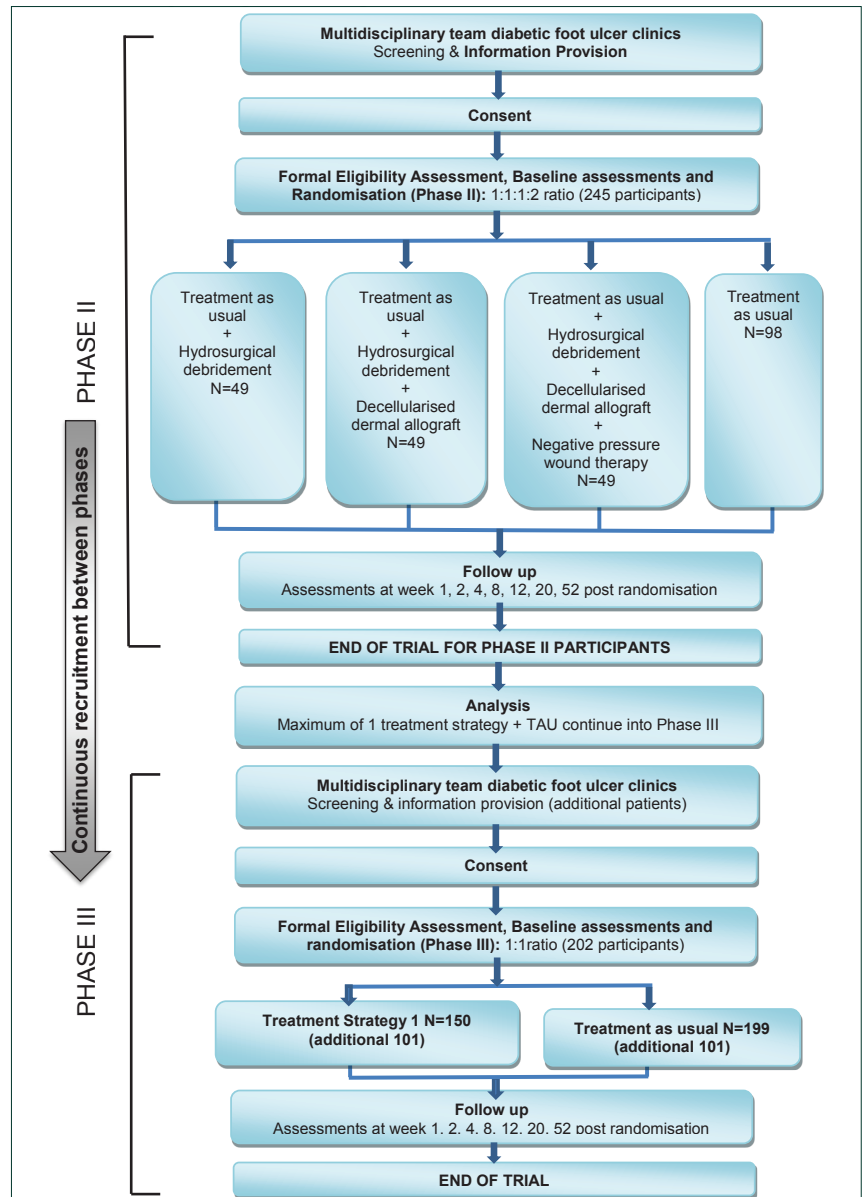 Multidisciplinary team diabetic foot ulcer clinics
Screening & Information Provision
Consent
Formal Eligibility Assessment, Baseline assessments and
Randomisation (Phase II): 1:1:1:2 ratio (245 participants)
PHASE II
Treatment as
usual
+
Hydrosurgical
debridement
N=49
Treatment as
usual
+
Hydrosurgical
debridement
+
Decellularised
dermal allograft
N=49
Treatment as usual
+
Hydrosurgical
debridement
+
Decellularised
dermal allograft
+
Negative pressure
wound therapy
N=49
Treatment
as usual
N=98
Continuous recruitment between phases
Follow up
Assessments at week 1, 2, 4, 8, 12, 20, 52 post randomisation
END OF TRIAL FOR PHASE II PARTICIPANTS
Analysis
Maximum of 1 treatment strategy + TAU continue into Phase III
PHASE III
Multidisciplinary team diabetic foot ulcer clinics
Screening & information provision (additional patients)
Consent
Formal Eligibility Assessment, Baseline assessments and
randomisation (Phase III): 1:1ratio (202 participants)
Treatment Strategy 1 N=150
(additional 101)
Treatment as usual N=199
(additional 101)
Follow up
Assessments at week 1. 2. 4. 8. 12. 20. 52 post randomisation
END OF TRIAL